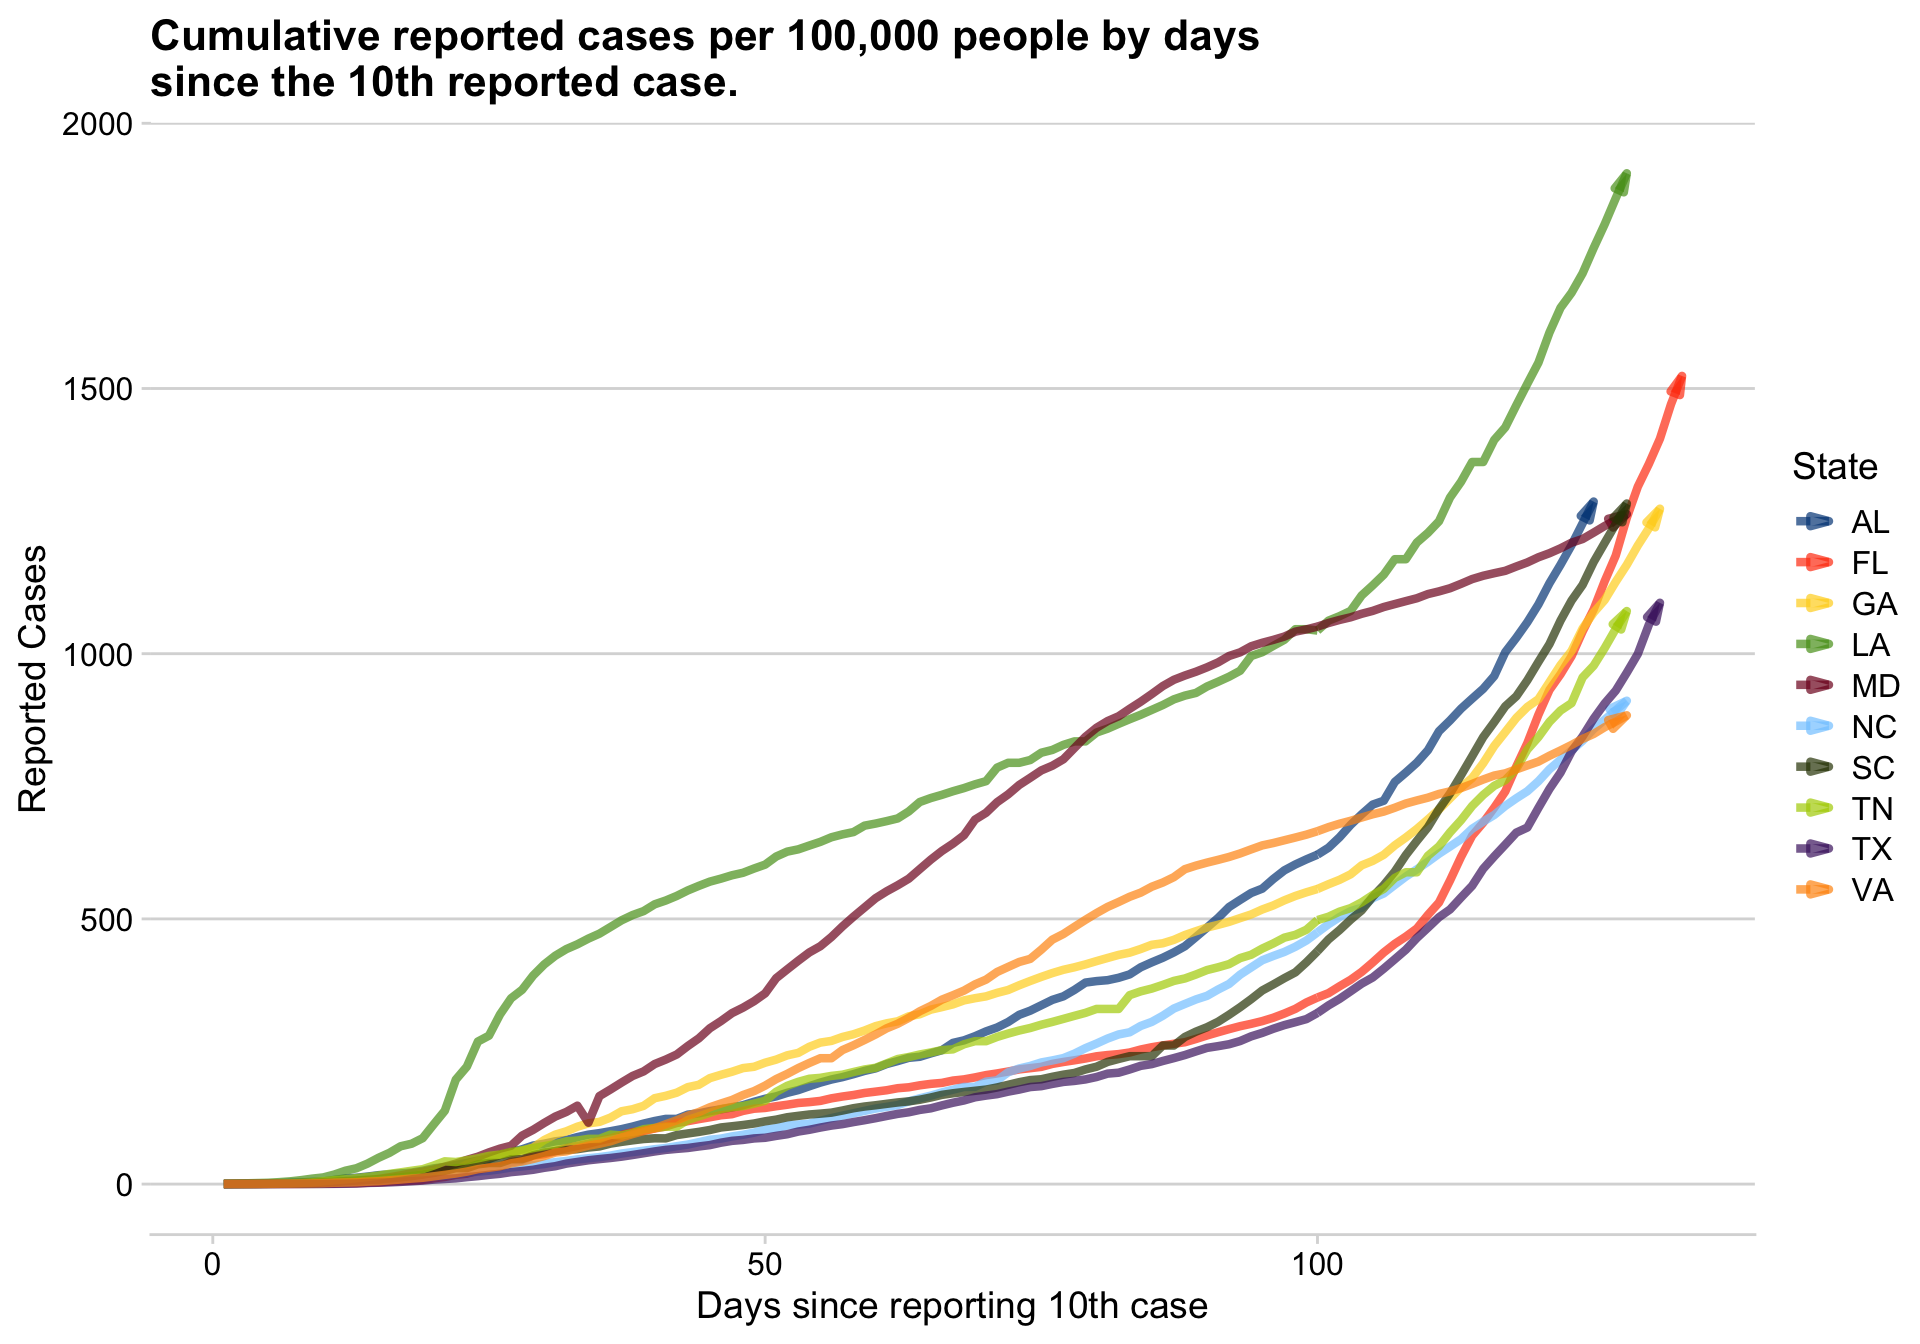 Cumulative reported cases per 100,000 people by days
since the 10th reported case.
2000
1500
1000
500
0
Reported Cases
0
50
100
Days since reporting 10th case
State
AL
FL
GA
LA
MD
NC
SC
TN
TX
VA